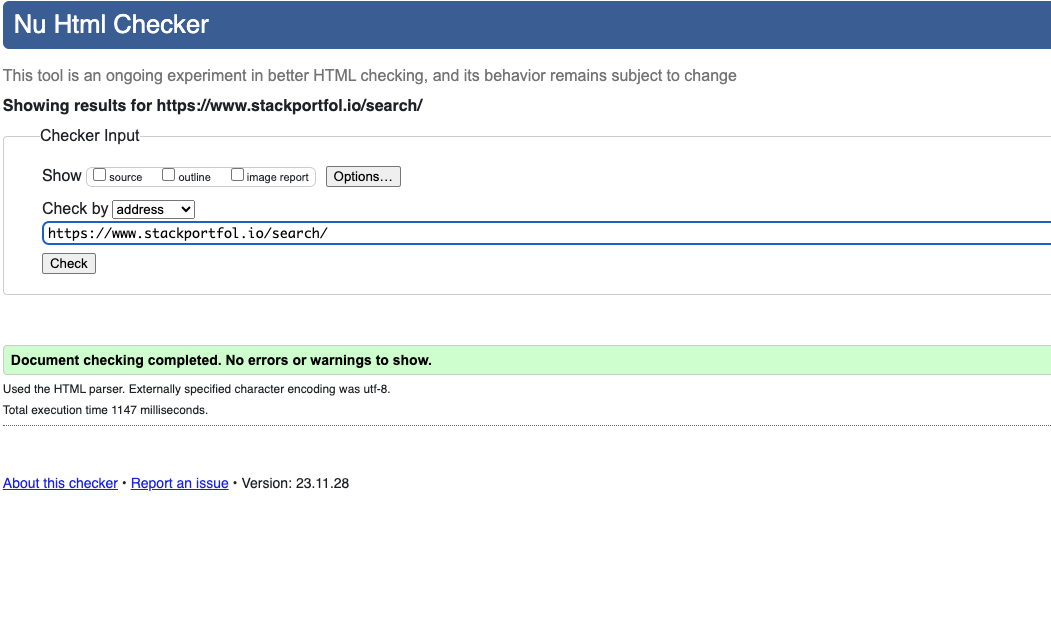 Nu Html Checker
This tool is an ongoing experiment in better HTML checking, and its behavior remains subject to change
Showing results for https://www.stackportfol.io/search/
Checker Input
Show source outline image report Options...
Check by address
https://www.stackportfol.io/search/
Check
Document checking completed. No errors or warnings to show.
Used the HTML parser. Externally specified character encoding was utf-8.
Total execution time 1147 milliseconds.
About this checker • Report an issue • Version: 23.11.28